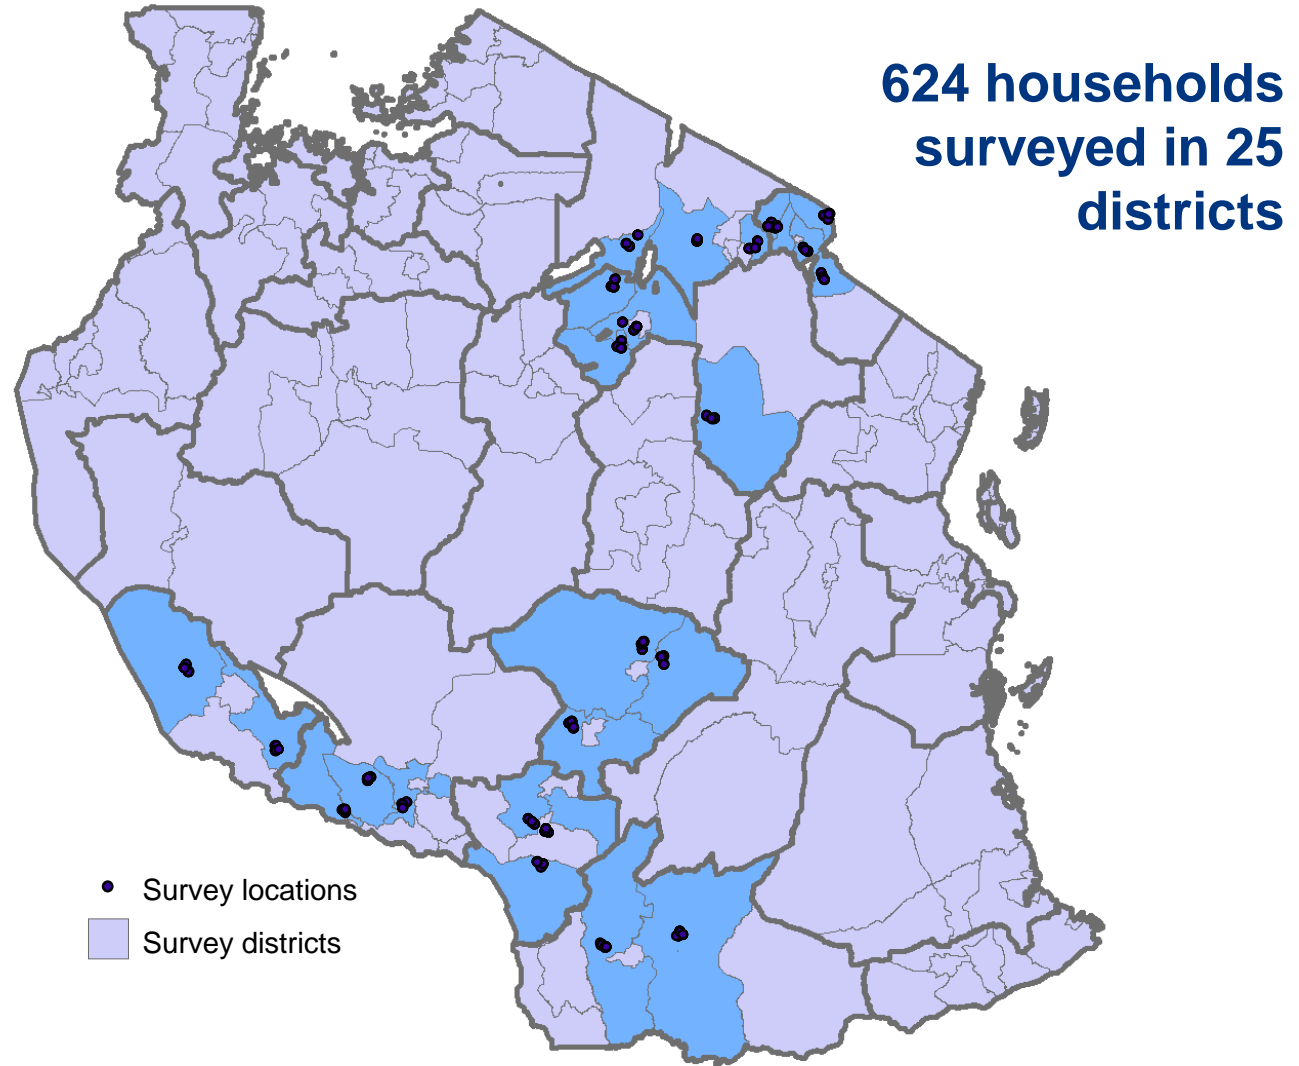 624 households
surveyed in 25
districts
Survey locations
Survey districts